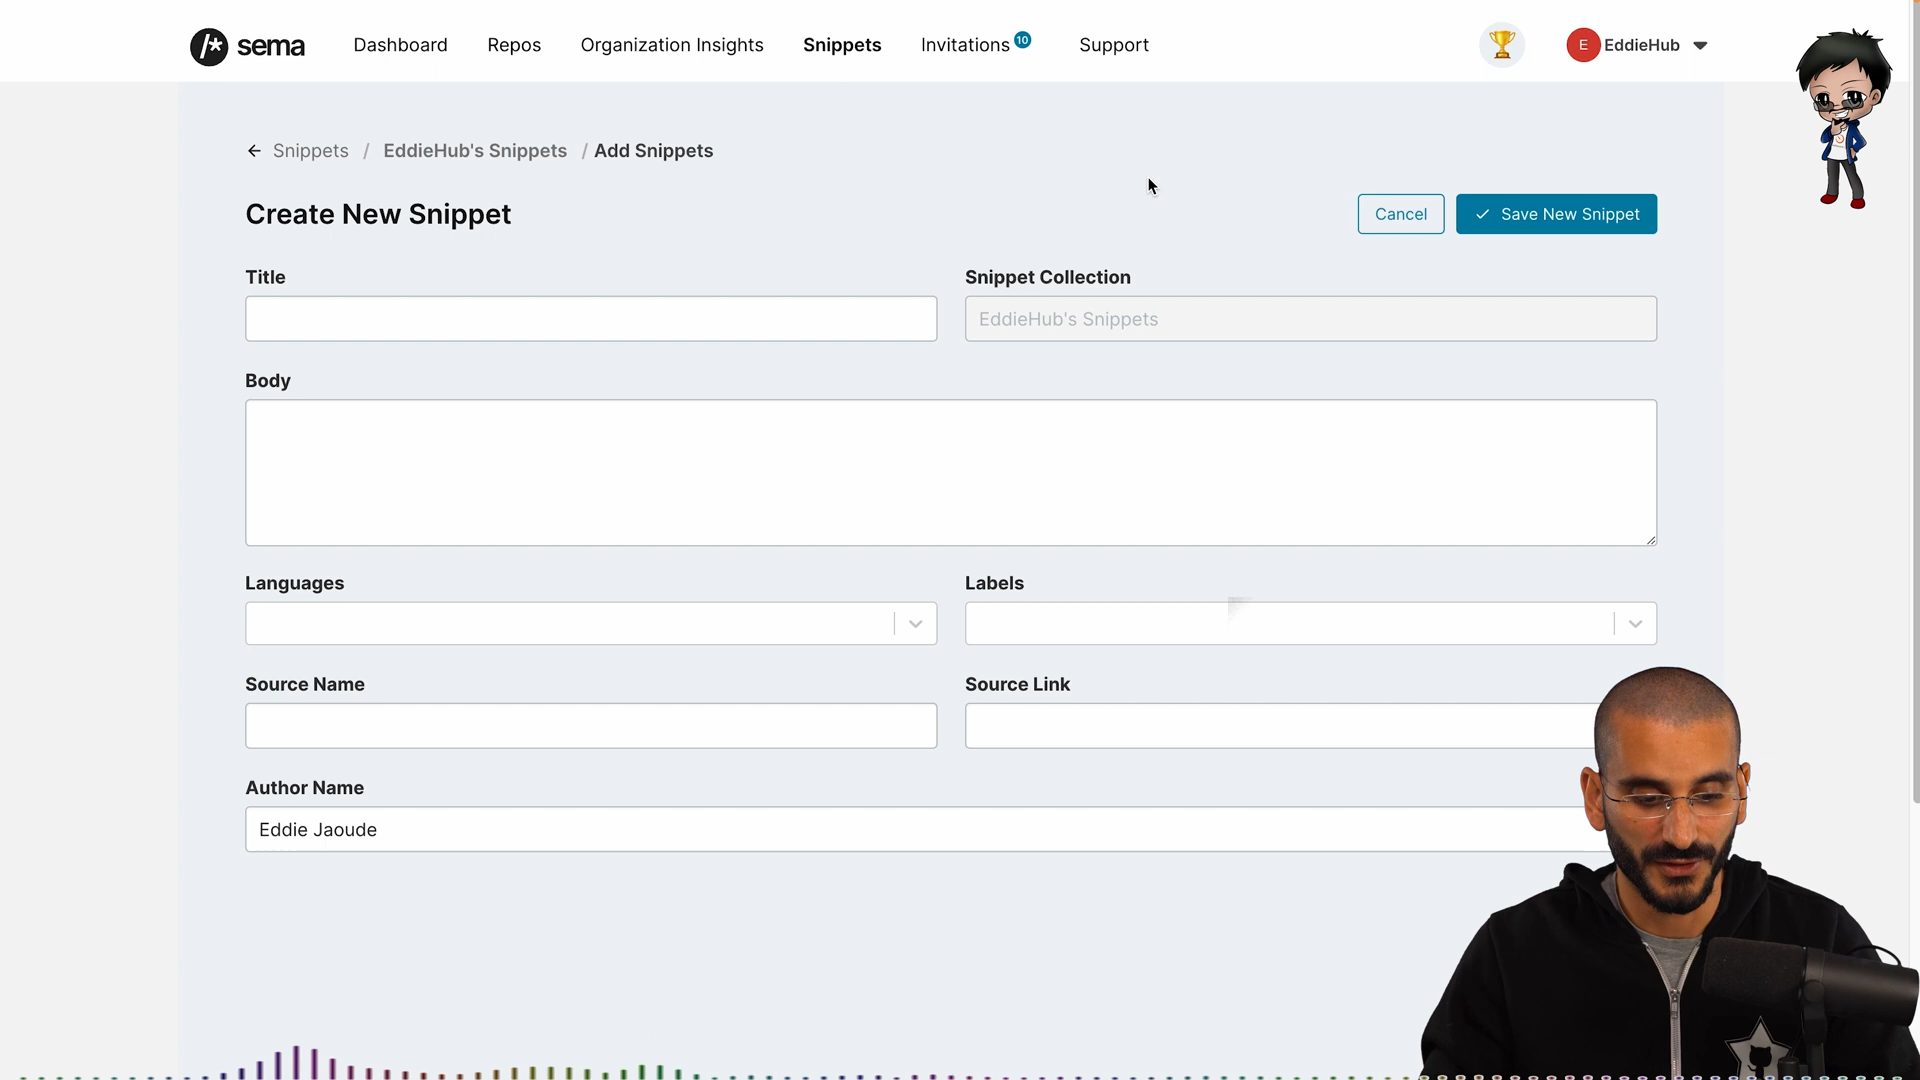 /* sema Dashboard Repos Organization Insights Snippets Invitations 10 Support E EddieHub
← Snippets / EddieHub's Snippets / Add Snippets
Create New Snippet
Cancel
Save New Snippet
Title
Snippet Collection
EddieHub's Snippets
Body
Languages
Labels
Source Name
Source Link
Author Name
Eddie Jaoude